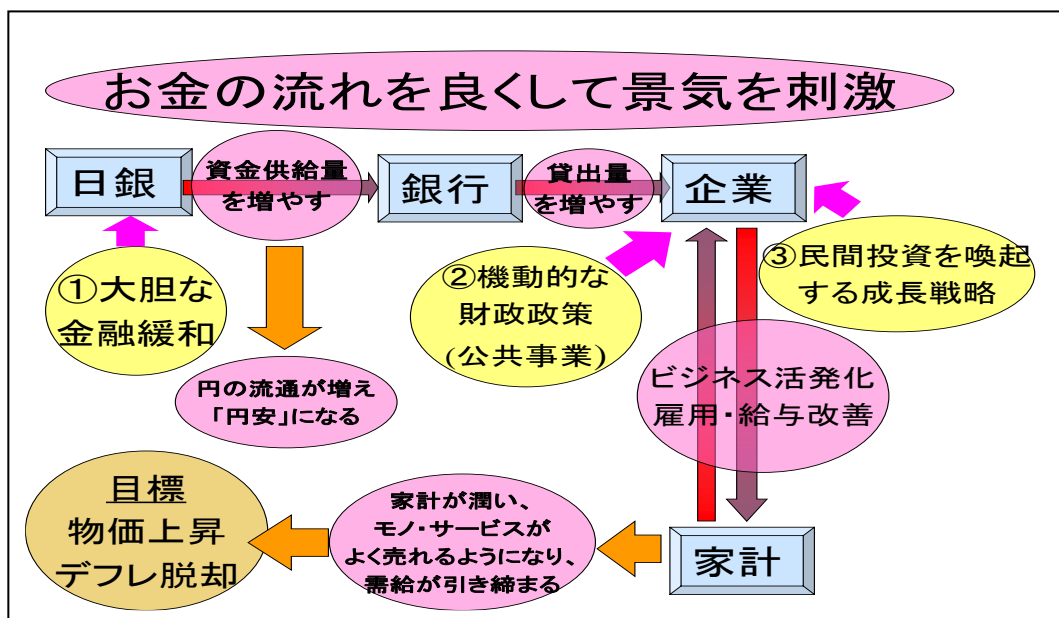 お金の流れを良くして景気を刺激
日銀
資金供給量
を増やす
銀行
貸出量
を増やす
企業
①大胆な
金融緩和
②機動的な
財政政策
(公共事業)
③民間投資を喚起
する成長戦略
円の流通が増え
「円安」になる
ビジネス活発化
雇用・給与改善
目標
物価上昇
デフレ脱却
家計が潤い、
モノ・サービスが
よく売れるようになり、
需給が引き締まる
家計